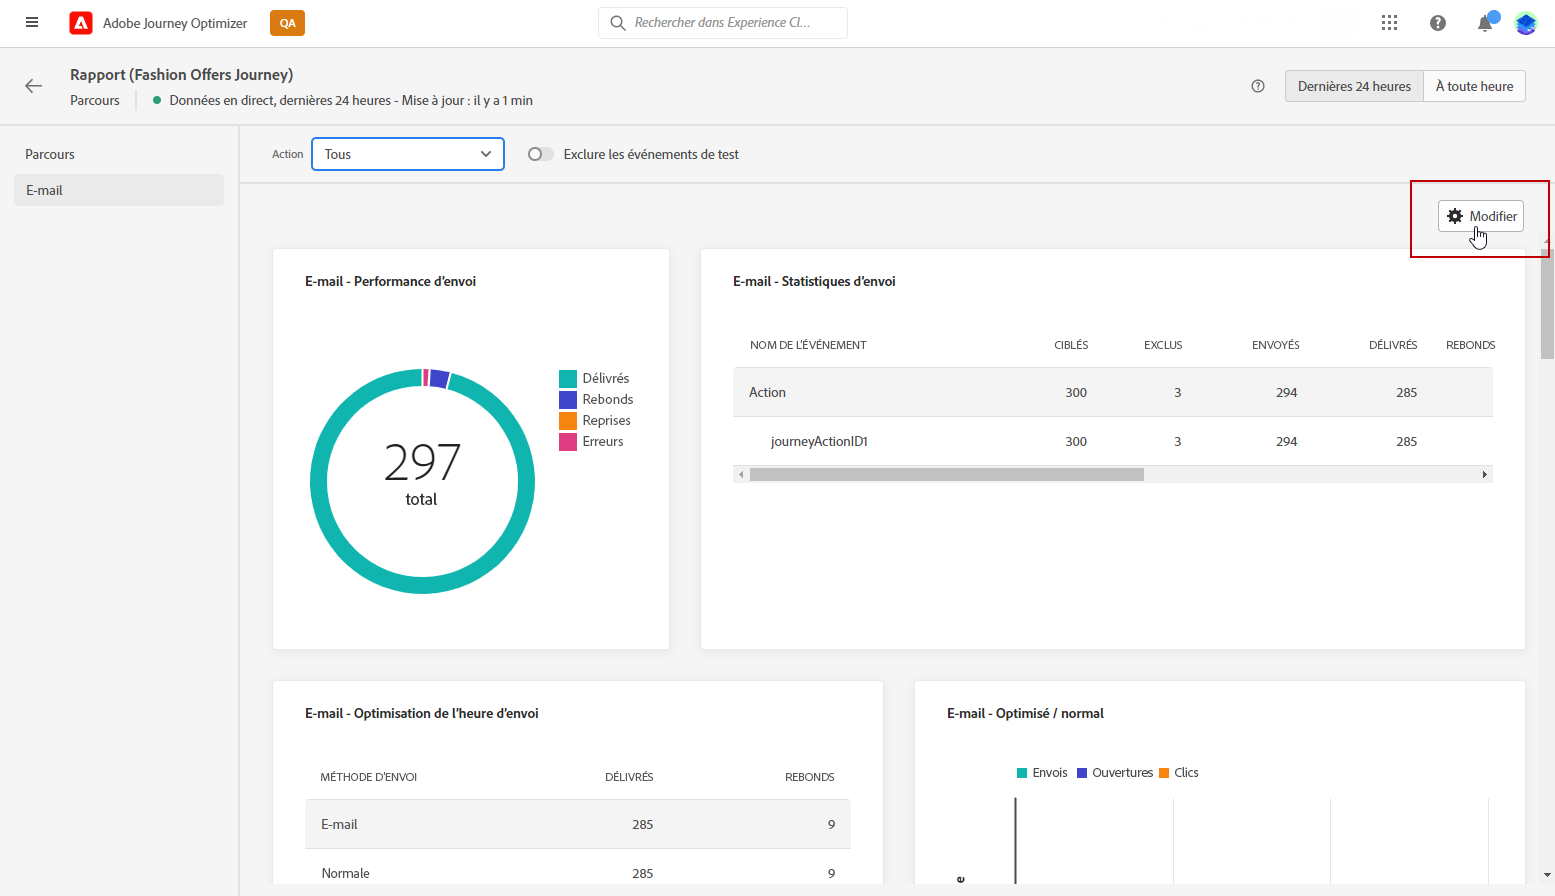 Adobe Journey Optimizer
QA
Rechercher dans Experience Cl...
Rapport (Fashion Offers Journey)
Parcours
Données en direct, dernières 24 heures - Mise à jour : il y a 1 min
Dernières 24 heures
À toute heure
Parcours
E-mail
Action
Tous
Exclure les événements de test
Modifier
E-mail - Performance d'envoi
297
total
Délivrés
Rebonds
Reprises
Erreurs
E-mail - Statistiques d'envoi
NOM DE L'ÉVÉNEMENT CIBLÉS EXCLUS ENVOYÉS DÉLIVRÉS REBONDS
Action 300 3 294 285
journeyActionID1 300 3 294 285
E-mail - Optimisation de l'heure d'envoi
MÉTHODE D'ENVOI DÉLIVRÉS REBONDS
E-mail 285 9
Normale 285 9
E-mail - Optimisé / normal
Envois Ouvertures Clics